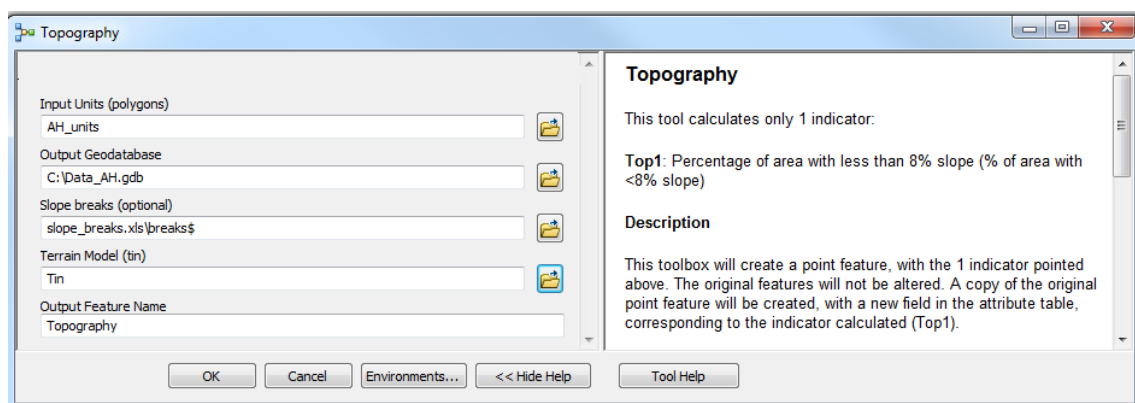 Topography
Input Units (polygons)
AH_units
Output Geodatabase
C:\Data_AH.gdb
Slope breaks (optional)
slope_breaks.xls\breaks$
Terrain Model (tin)
Tin
Output Feature Name
Topography
OK
Cancel
Environments...
<< Hide Help
Topography
This tool calculates only 1 indicator:
Top1: Percentage of area with less than 8% slope (% of area with
<8% slope)
Description
This toolbox will create a point feature, with the 1 indicator pointed
above. The original features will not be altered. A copy of the original
point feature will be created, with a new field in the attribute table,
corresponding to the indicator calculated (Top1).
Tool Help